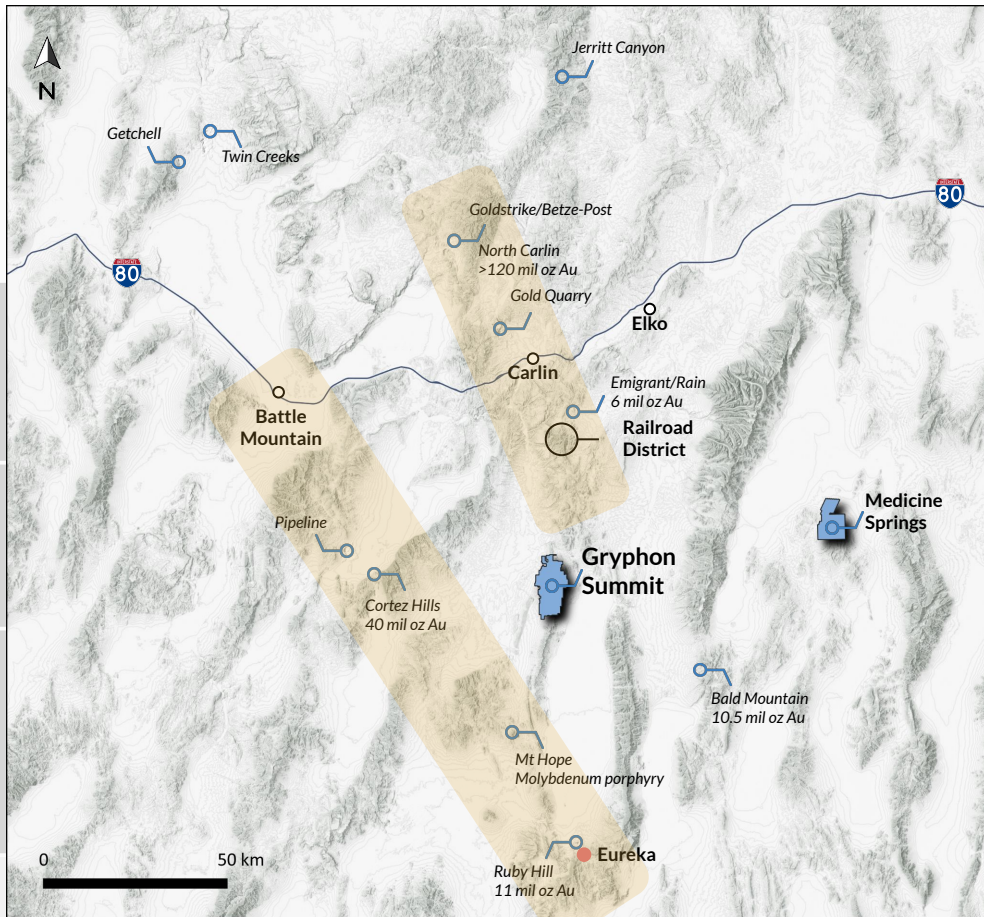 Jerritt Canyon
N
Getchell
Twin Creeks
80
Goldstrike/Betze-Post
North Carlin
>120 mil oz Au
80
Gold Quarry
Elko
Carlin
Emigrant/Rain
6 mil oz Au
Battle
Mountain
Railroad
District
Medicine
Springs
Pipeline
Gryphon
Summit
Cortez Hills
40 mil oz Au
Bald Mountain
10.5 mil oz Au
Mt Hope
Molybdenum porphyry
0
50 km
Eureka
Ruby Hill
11 mil oz Au